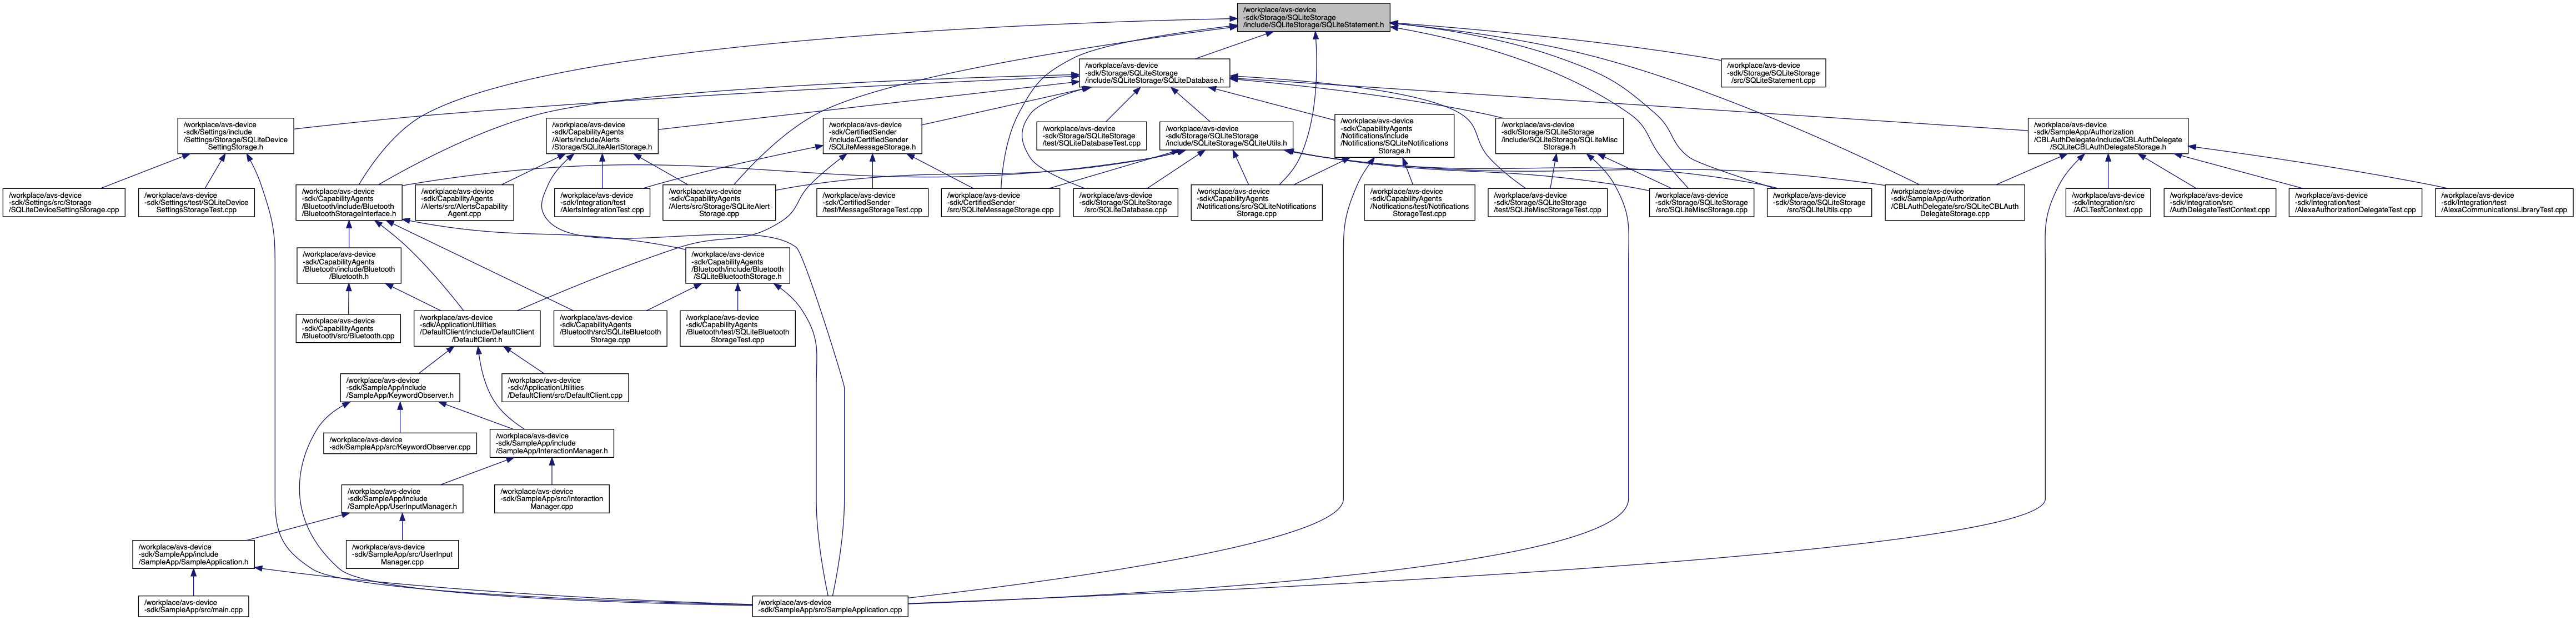 /workplace/avs-device
-sdk/Storage/SQLiteStorage
/include/SQLiteStorage/SQLiteStatement.h
/workplace/avs-device
-sdk/Storage/SQLiteStorage
/include/SQLiteStorage/SQLiteDatabase.h
/workplace/avs-device
-sdk/Storage/SQLiteStorage
/src/SQLiteStatement.cpp
/workplace/avs-device
-sdk/Settings/include
/Settings/Storage/SQLiteDevice
SettingStorage.h
/workplace/avs-device
-sdk/CapabilityAgents
/Alerts/include/Alerts
/Storage/SQLiteAlertStorage.h
/workplace/avs-device
-sdk/CertifiedSender
/include/CertifiedSender
/SQLiteMessageStorage.h
/workplace/avs-device
-sdk/Storage/SQLiteStorage
/test/SQLiteDatabaseTest.cpp
/workplace/avs-device
-sdk/Storage/SQLiteStorage
/include/SQLiteStorage/SQLiteUtils.h
/workplace/avs-device
-sdk/CapabilityAgents
/Notifications/include
/Notifications/SQLiteNotifications
Storage.h
/workplace/avs-device
-sdk/Storage/SQLiteStorage
/include/SQLiteStorage/SQLiteMisc
Storage.h
/workplace/avs-device
-sdk/SampleApp/Authorization
/CBLAuthDelegate/include/CBLAuthDelegate
/SQLiteCBLAuthDelegateStorage.h
/workplace/avs-device
-sdk/Settings/src/Storage
/SQLiteDeviceSettingStorage.cpp
/workplace/avs-device
-sdk/Settings/test/SQLiteDevice
SettingsStorageTest.cpp
/workplace/avs-device
-sdk/CapabilityAgents
/Bluetooth/include/Bluetooth
/BluetoothStorageInterface.h
/workplace/avs-device
-sdk/CapabilityAgents
/Alerts/src/AlertsCapability
Agent.cpp
/workplace/avs-device
-sdk/Integration/test
/AlertsIntegrationTest.cpp
/workplace/avs-device
-sdk/CapabilityAgents
/Alerts/src/Storage/SQLiteAlert
Storage.cpp
/workplace/avs-device
-sdk/CertifiedSender
/test/MessageStorageTest.cpp
/workplace/avs-device
-sdk/CertifiedSender
/src/SQLiteMessageStorage.cpp
/workplace/avs-device
-sdk/Storage/SQLiteStorage
/src/SQLiteDatabase.cpp
/workplace/avs-device
-sdk/CapabilityAgents
/Notifications/src/SQLiteNotifications
Storage.cpp
/workplace/avs-device
-sdk/CapabilityAgents
/Notifications/test/Notifications
StorageTest.cpp
/workplace/avs-device
-sdk/Storage/SQLiteStorage
/test/SQLiteMiscStorageTest.cpp
/workplace/avs-device
-sdk/Storage/SQLiteStorage
/src/SQLiteMiscStorage.cpp
/workplace/avs-device
-sdk/Storage/SQLiteStorage
/src/SQLiteUtils.cpp
/workplace/avs-device
-sdk/SampleApp/Authorization
/CBLAuthDelegate/src/SQLiteCBLAuth
DelegateStorage.cpp
/workplace/avs-device
-sdk/Integration/src
/ACLTestContext.cpp
/workplace/avs-device
-sdk/Integration/src
/AuthDelegateTestContext.cpp
/workplace/avs-device
-sdk/Integration/test
/AlexaAuthorizationDelegateTest.cpp
/workplace/avs-device
-sdk/Integration/test
/AlexaCommunicationsLibraryTest.cpp
/workplace/avs-device
-sdk/CapabilityAgents
/Bluetooth/include/Bluetooth
/Bluetooth.h
/workplace/avs-device
-sdk/CapabilityAgents
/Bluetooth/include/Bluetooth
/SQLiteBluetoothStorage.h
/workplace/avs-device
-sdk/CapabilityAgents
/Bluetooth/src/Bluetooth.cpp
/workplace/avs-device
-sdk/ApplicationUtilities
/DefaultClient/include/DefaultClient
/DefaultClient.h
/workplace/avs-device
-sdk/CapabilityAgents
/Bluetooth/src/SQLiteBluetooth
Storage.cpp
/workplace/avs-device
-sdk/CapabilityAgents
/Bluetooth/test/SQLiteBluetooth
StorageTest.cpp
/workplace/avs-device
-sdk/SampleApp/include
/SampleApp/KeywordObserver.h
/workplace/avs-device
-sdk/ApplicationUtilities
/DefaultClient/src/DefaultClient.cpp
/workplace/avs-device
-sdk/SampleApp/src/KeywordObserver.cpp
/workplace/avs-device
-sdk/SampleApp/include
/SampleApp/InteractionManager.h
/workplace/avs-device
-sdk/SampleApp/include
/SampleApp/UserInputManager.h
/workplace/avs-device
-sdk/SampleApp/src/Interaction
Manager.cpp
/workplace/avs-device
-sdk/SampleApp/include
/SampleApp/SampleApplication.h
/workplace/avs-device
-sdk/SampleApp/src/UserInput
Manager.cpp
/workplace/avs-device
-sdk/SampleApp/src/main.cpp
/workplace/avs-device
-sdk/SampleApp/src/SampleApplication.cpp